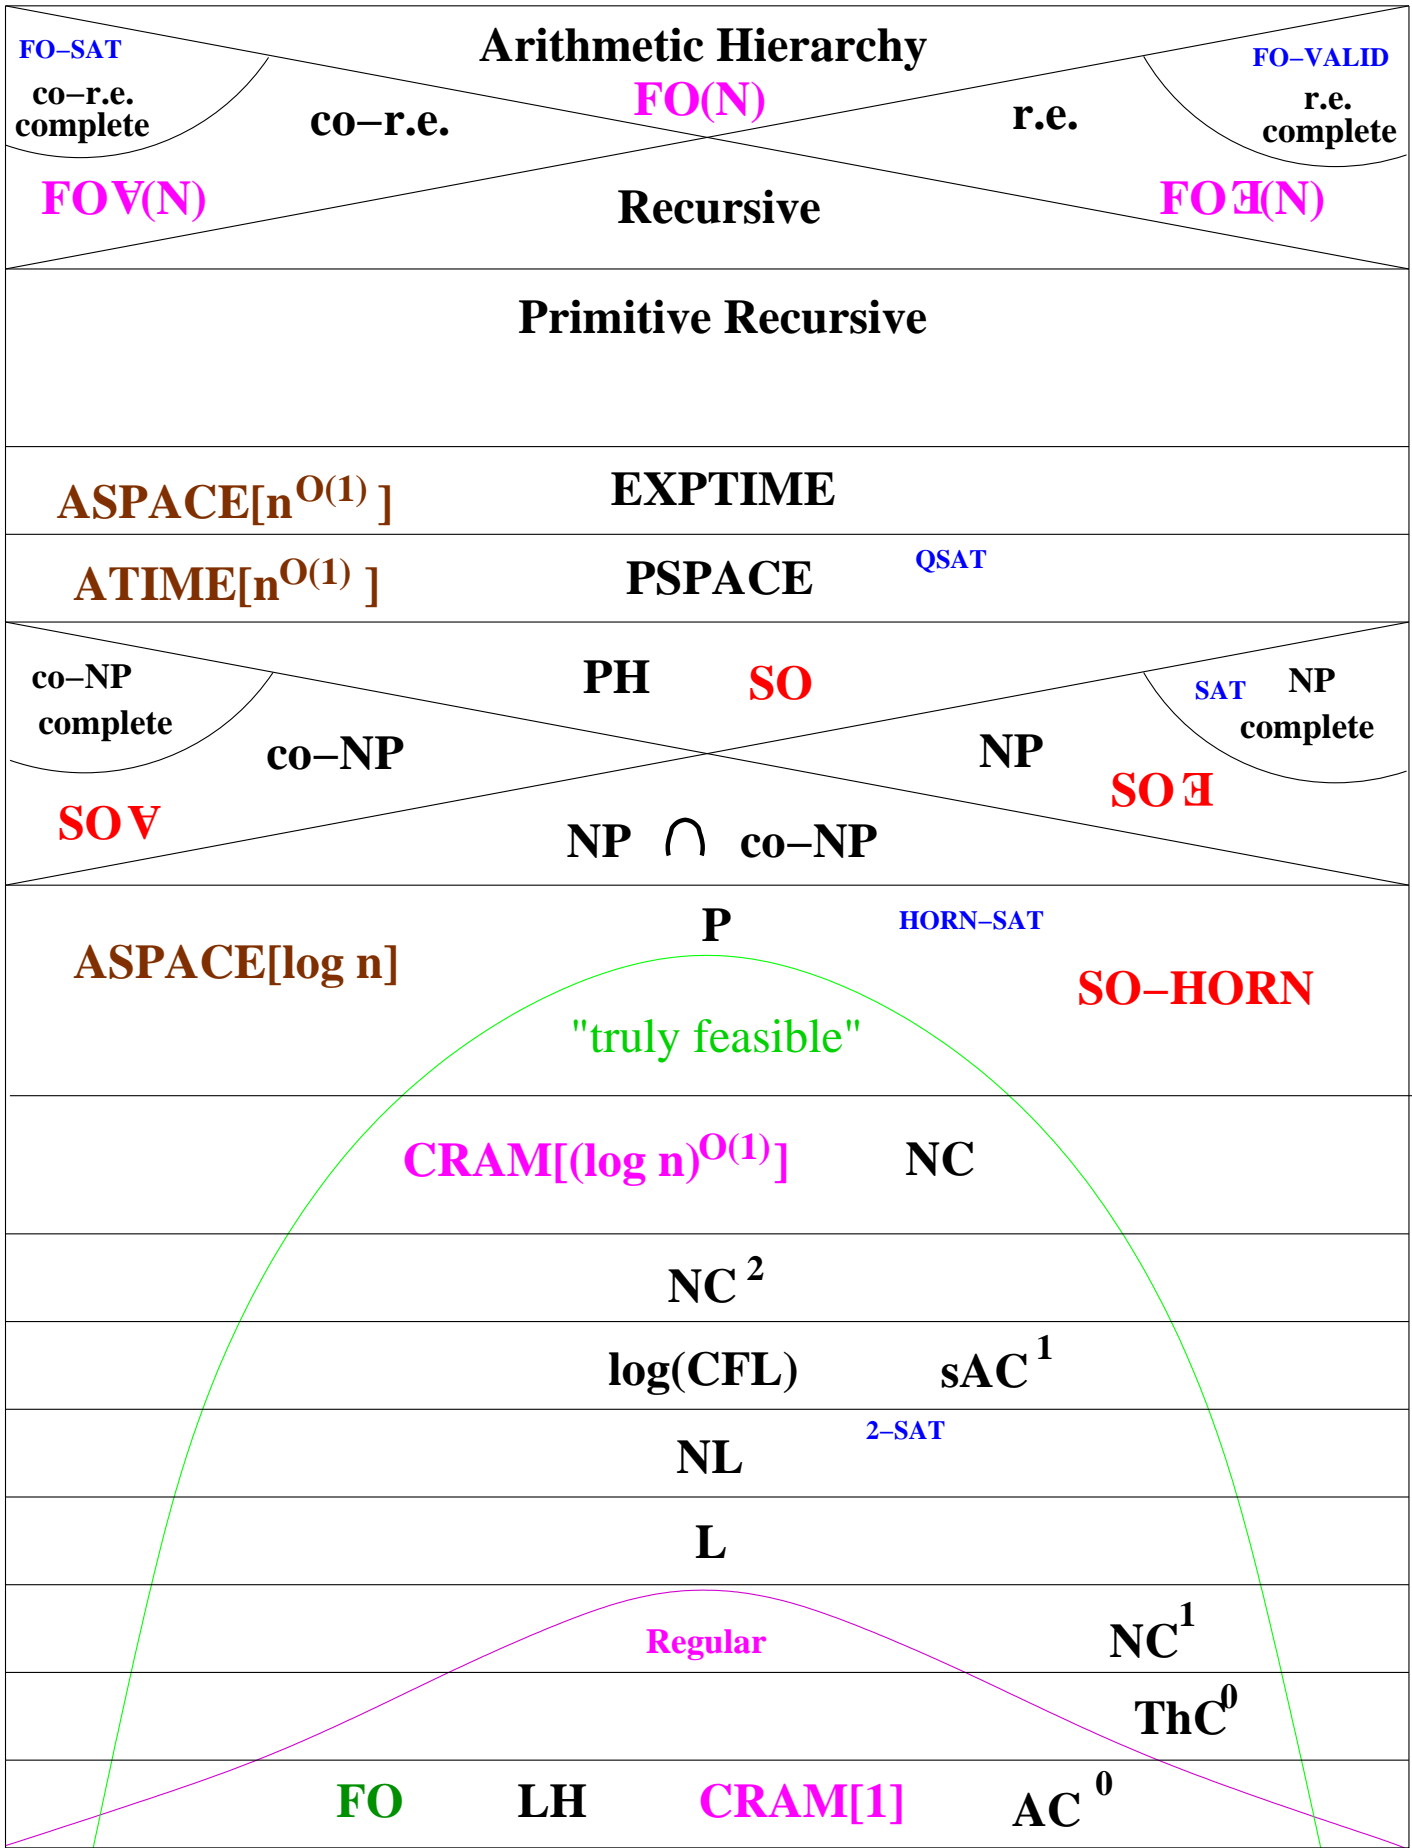 Arithmetic Hierarchy
FO–SAT
FO–VALID
co–r.e.
complete
FO(N)
r.e.
complete
co–r.e.
r.e.
FO∀(N)
Recursive
FO∃(N)
Primitive Recursive
ASPACE[n^O(1) ]
EXPTIME
ATIME[n^O(1) ]
PSPACE
QSAT
co–NP
complete
PH
SO
SAT
NP
complete
co–NP
NP
SO∀
SO∃
NP ∩ co–NP
P
HORN–SAT
ASPACE[log n]
SO–HORN
"truly feasible"
CRAM[(log n)^O(1)]
NC
NC^2
log(CFL)
sAC^1
2–SAT
NL
L
Regular
NC^1
ThC^0
FO
LH
CRAM[1]
AC^0